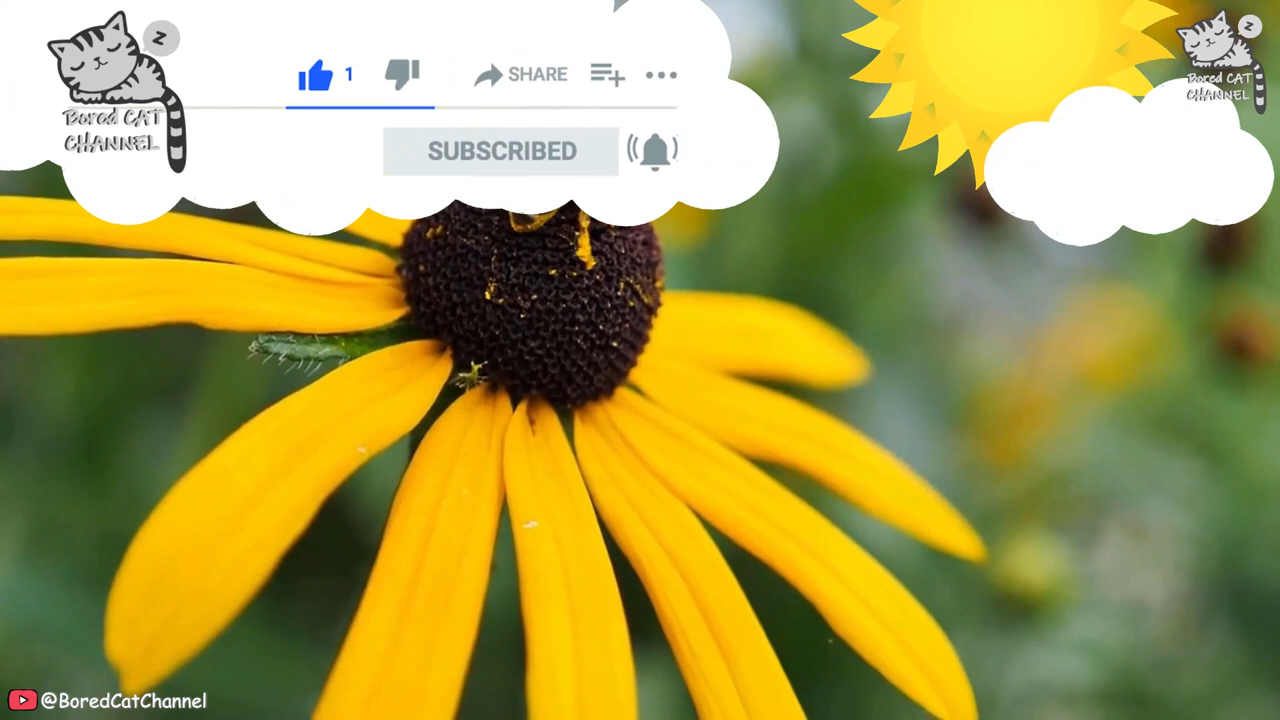 Z
Bored CAT
CHANNEL
1
SHARE
SUBSCRIBED
Z
Bored CAT
CHANNEL
@BoredCatChannel